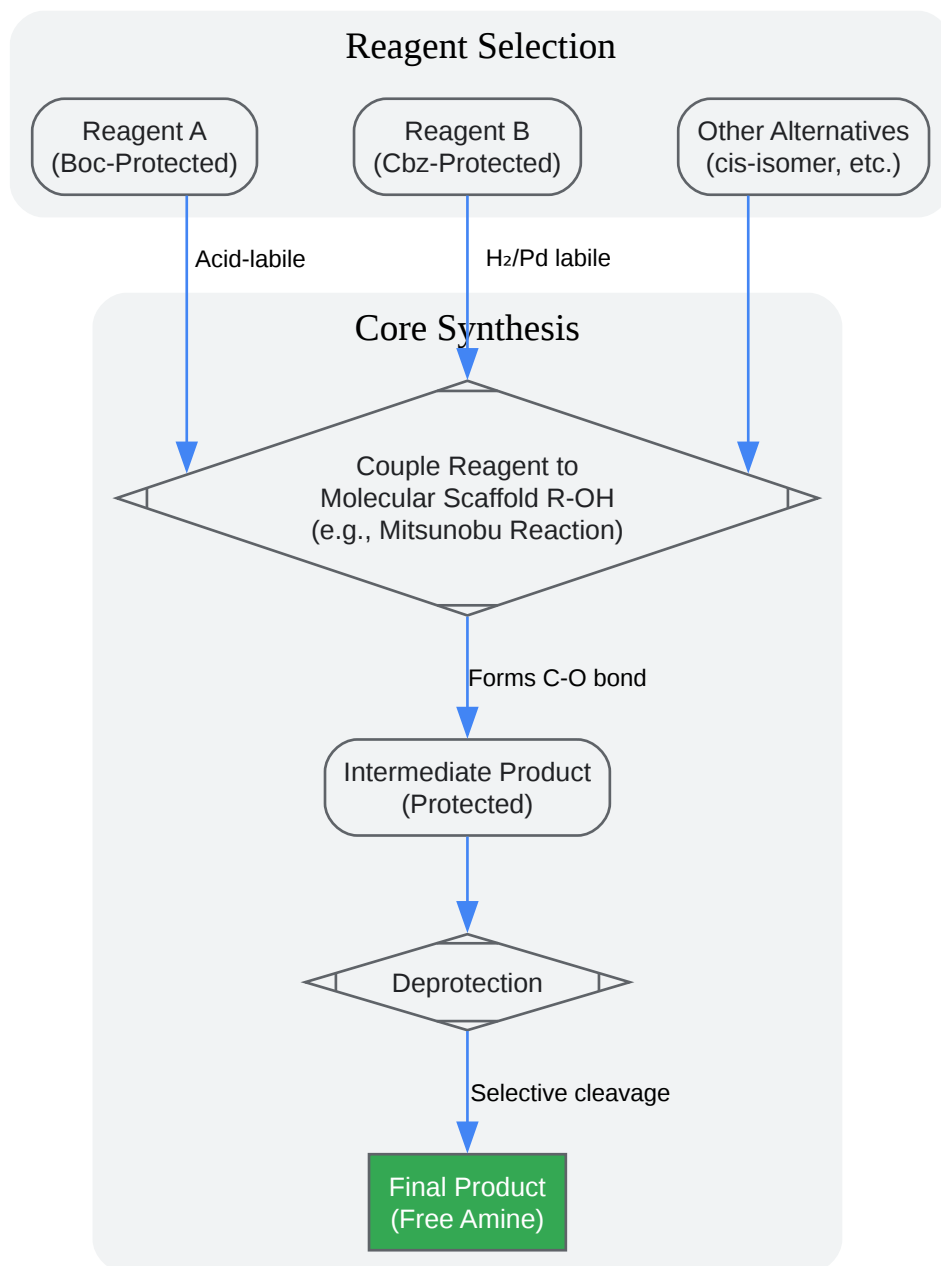 Reagent Selection
Reagent A
(Boc-Protected)
Reagent B
(Cbz-Protected)
Other Alternatives
(cis-isomer, etc.)
Acid-labile
H₂/Pd labile
Core Synthesis
Couple Reagent to
Molecular Scaffold R-OH
(e.g., Mitsunobu Reaction)
Forms C-O bond
Intermediate Product
(Protected)
Deprotection
Selective cleavage
Final Product
(Free Amine)